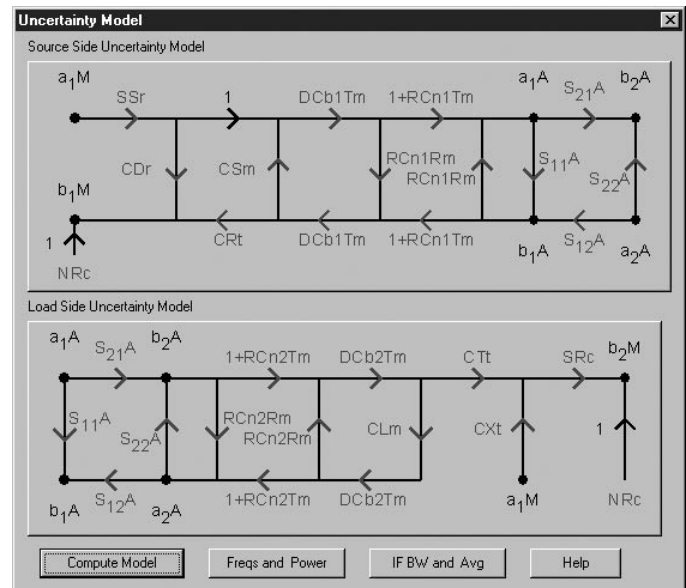 Uncertainty Model
Source Side Uncertainty Model
a1M SSr 1 DCb1Tm 1+RCn1Tm a1A S21A b2A
CDr CSm RCn1Rm RCn1Rm S11A S22A
b1M 1 NRc CRt DCb1Tm 1+RCn1Tm b1A S12A a2A
Load Side Uncertainty Model
a1A S21A b2A 1+RCn2Tm DCb2Tm CTt SRc b2M
S11A S22A RCn2Rm RCn2Rm CLm CXt 1
b1A S12A a2A 1+RCn2Tm DCb2Tm a1M NRc
Compute Model Freqs and Power IF BW and Avg Help